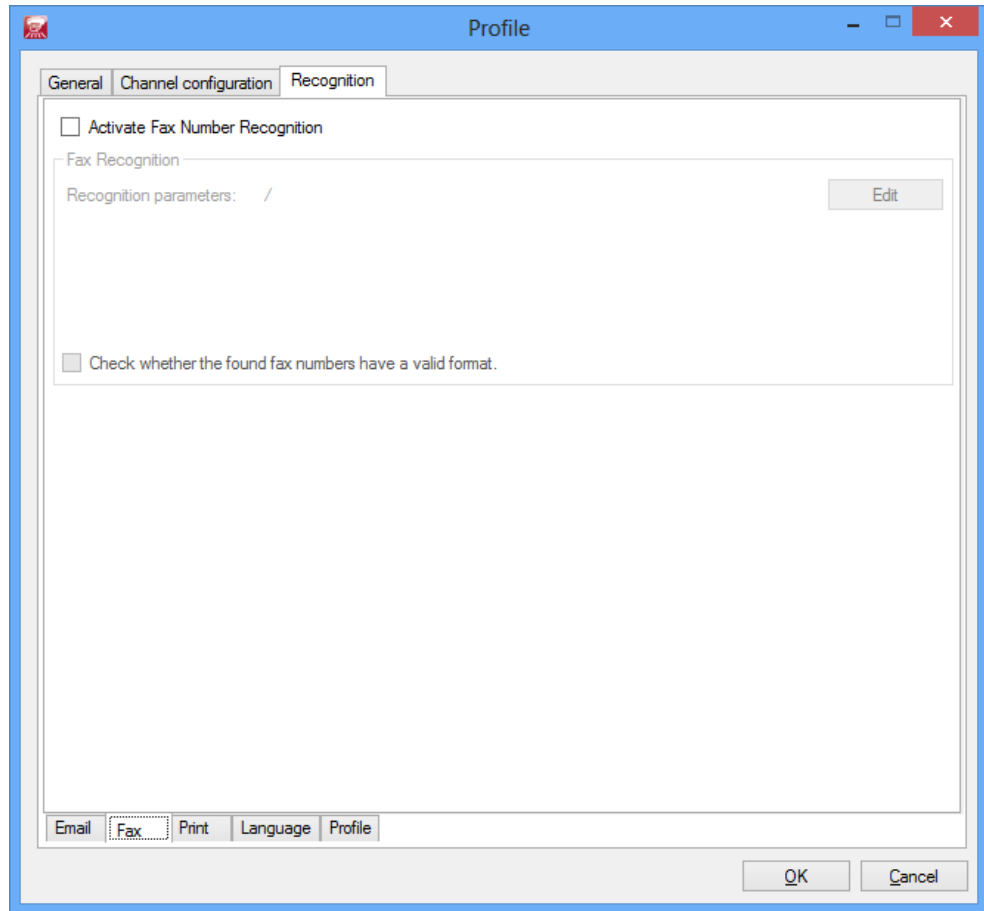 Profile
General Channel configuration Recognition
Activate Fax Number Recognition
Fax Recognition
Recognition parameters: / Edit
Check whether the found fax numbers have a valid format.
Email Fax Print Language Profile
OK Cancel